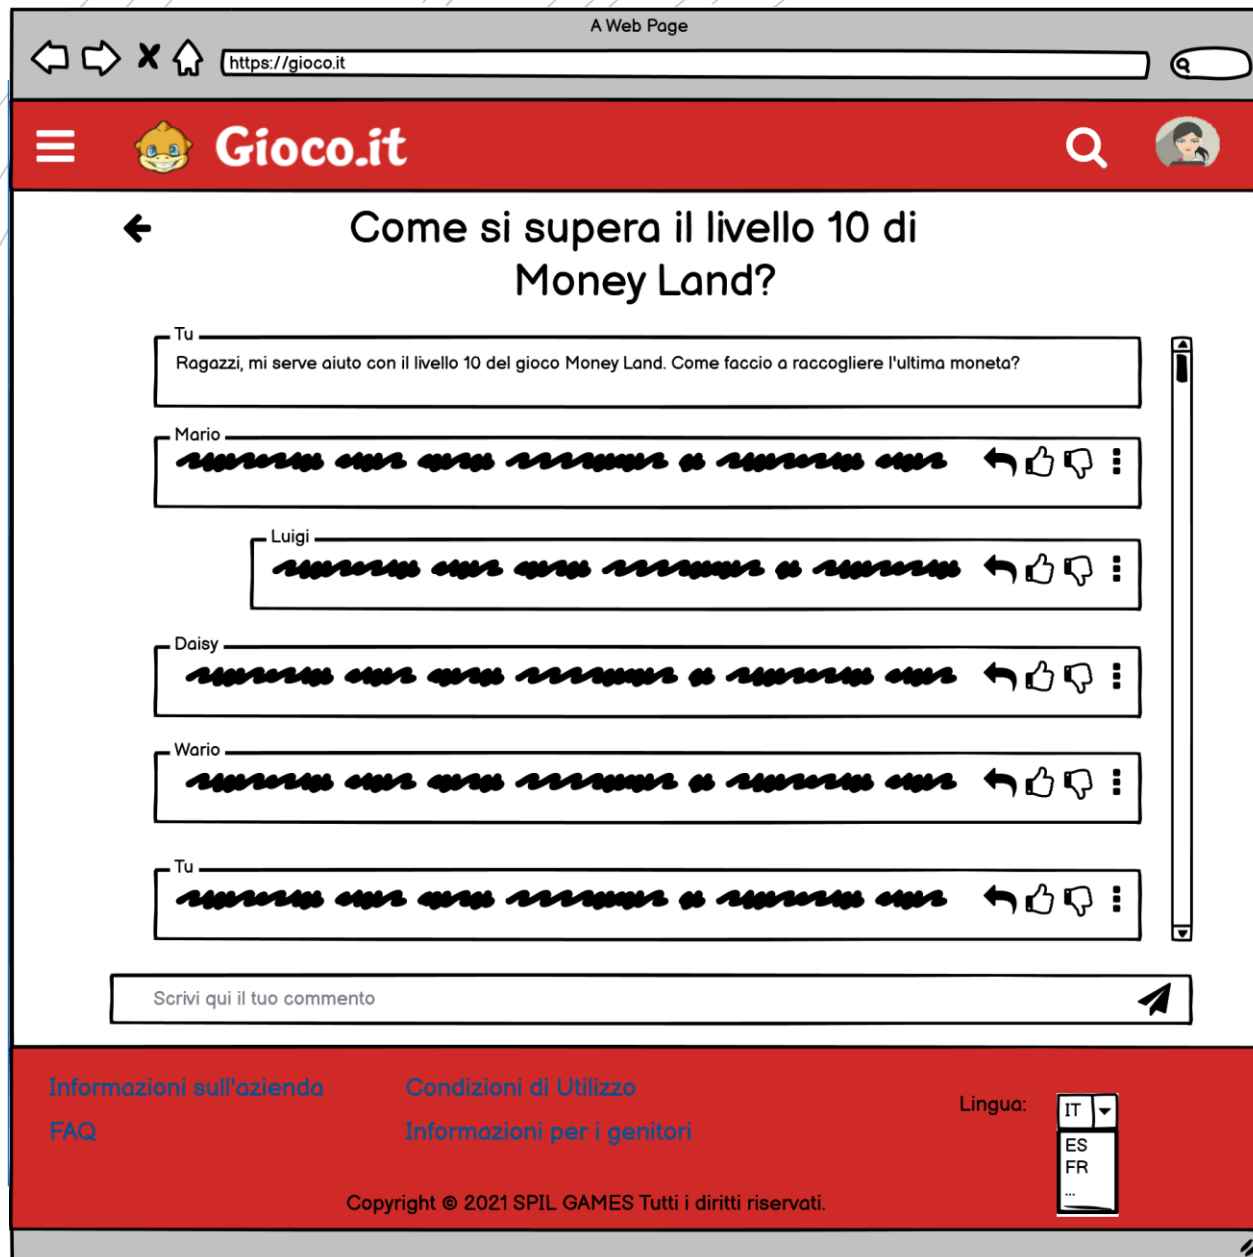 A Web Page
https://gioco.it
Gioco.it
Come si supera il livello 10 di
Money Land?
Tu
Ragazzi, mi serve aiuto con il livello 10 del gioco Money Land. Come faccio a raccogliere l'ultima moneta?
Mario
Luigi
Daisy
Wario
Tu
Scrivi qui il tuo commento
Informazioni sull'azienda
Condizioni di Utilizzo
FAQ
Informazioni per i genitori
Lingua:
IT
ES
FR
...
Copyright © 2021 SPIL GAMES Tutti i diritti riservati.